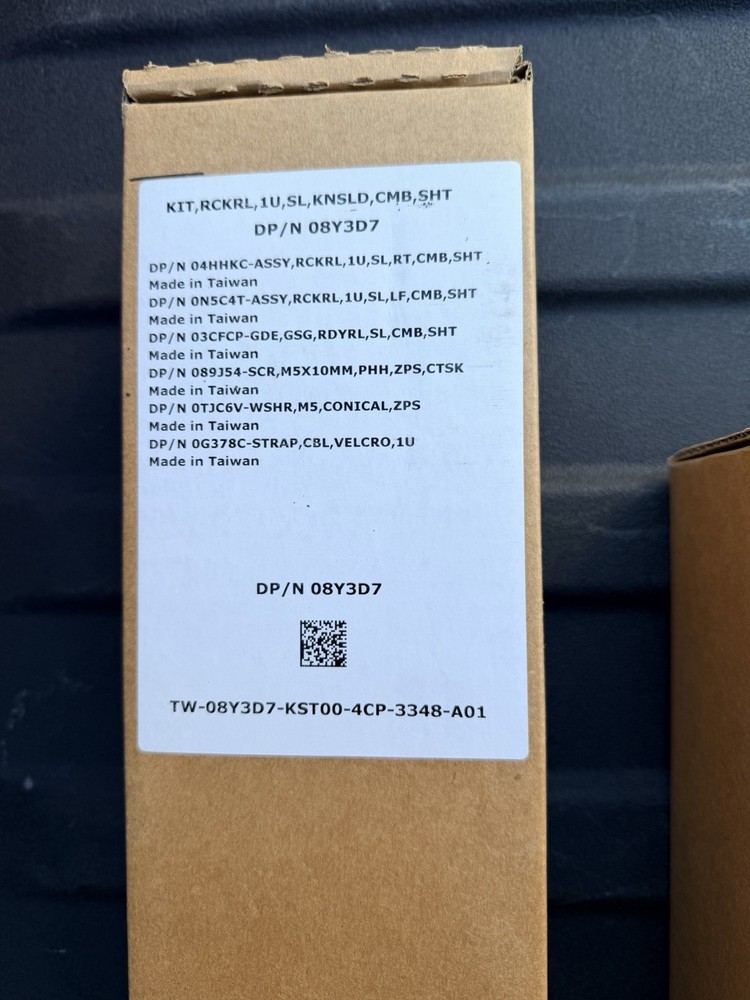 KIT,RCKRL,1U,SL,KNSLD,CMB,SHT
DP/N 08Y3D7
DP/N 04HHKC-ASSY,RCKRL,1U,SL,RT,CMB,SHT
Made in Taiwan
DP/N 0N5C4T-ASSY,RCKRL,1U,SL,LF,CMB,SHT
Made in Taiwan
DP/N 03CFCP-GDE,GSG,RDYRL,SL,CMB,SHT
Made in Taiwan
DP/N 089J54-SCR,M5X10MM,PHH,ZPS,CTSK
Made in Taiwan
DP/N 0TJC6V-WSHR,M5,CONICAL,ZPS
Made in Taiwan
DP/N 0G378C-STRAP,CBL,VELCRO,1U
Made in Taiwan
DP/N 08Y3D7
TW-08Y3D7-KST00-4CP-3348-A01